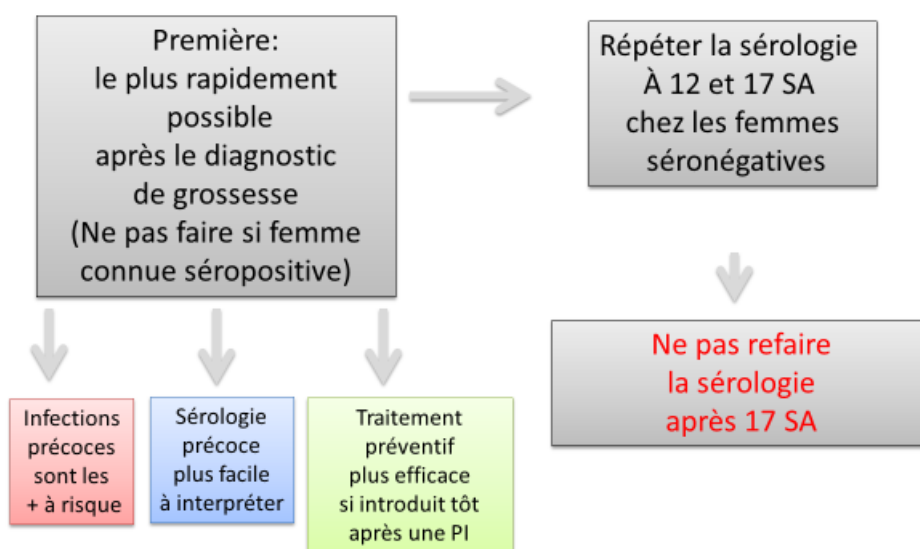 Première:
le plus rapidement
possible
après le diagnostic
de grossesse
(Ne pas faire si femme
connue séropositive)
Répéter la sérologie
À 12 et 17 SA
chez les femmes
séronégatives
Ne pas refaire
la sérologie
après 17 SA
Infections
précoces
sont les
+ à risque
Sérologie
précoce
plus facile
à interpréter
Traitement
préventif
plus efficace
si introduit tôt
après une PI